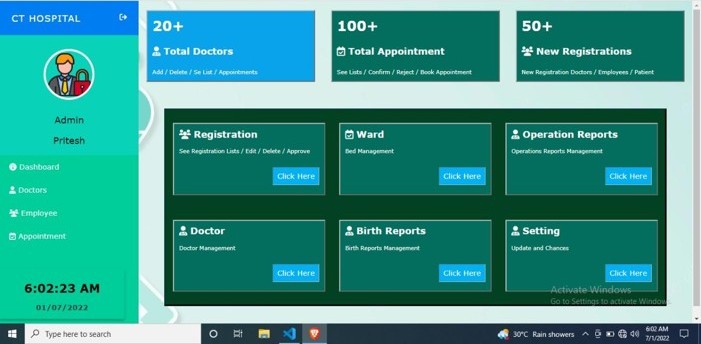 CT HOSPITAL
Admin
Pritesh
Dashboard
Doctors
Employee
Appointment
6:02:23 AM
01/07/2022
20+
Total Doctors
Add / Delete / Se List / Appointments
100+
Total Appointment
See Lists / Confirm / Reject / Book Appointment
50+
New Registrations
New Registration Doctors / Employees / Patient
Registration
See Registration Lists / Edit / Delete / Approve
Click Here
Ward
Bed Management
Click Here
Operation Reports
Operations Reports Management
Click Here
Doctor
Doctor Management
Click Here
Birth Reports
Birth Reports Management
Click Here
Setting
Update and Chances
Click Here
Activate Windows
Go to Settings to activate Windows.
Type here to search
30°C Rain showers
6:02 AM
7/1/2022